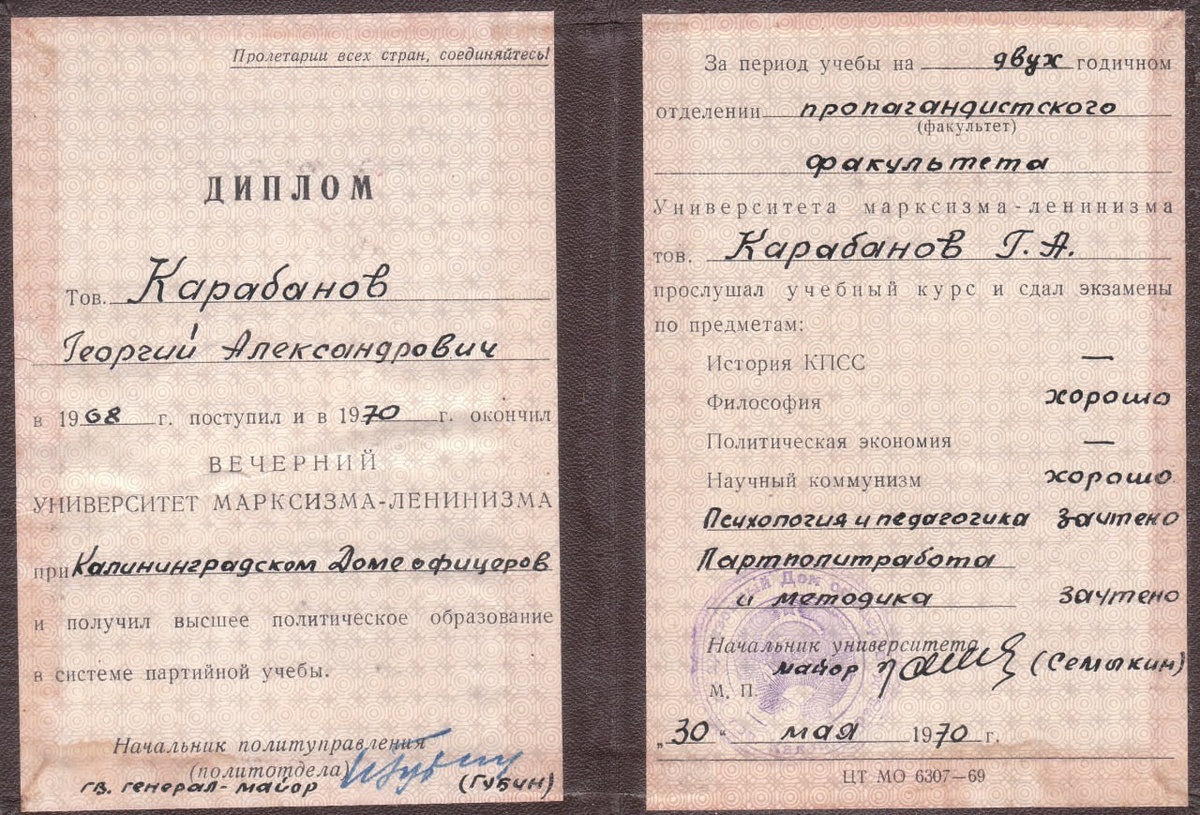 Пролетарии всех стран, соединяйтесь!
ДИПЛОМ
Тов. Карабанов
Георгий Александрович
в 1968 г. поступил и в 1970 г. окончил
ВЕЧЕРНИЙ
УНИВЕРСИТЕТ МАРКСИЗМА-ЛЕНИНИЗМА
при Калининградском Доме офицеров
и получил высшее политическое образование
в системе партийной учебы.
Начальник политуправления
(политотдела)
гв. генерал-майор (Губин)
За период учебы на двух годичном
отделении пропагандистского
(факультет)
факультета
Университета марксизма-ленинизма
тов. Карабанов Г. А.
прослушал учебный курс и сдал экзамены
по предметам:
История КПСС —
Философия хорошо
Политическая экономия —
Научный коммунизм хорошо
Психология и педагогика зачтено
Партполитработа
и методика зачтено
Начальник университета
майор (Семыкин)
М. П.
„30“ мая 1970 г.
ЦТ МО 6307—69